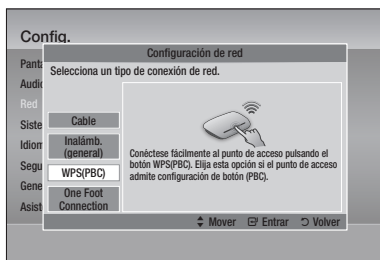 Config.
Configuración de red
Selecciona un tipo de conexión de red.
Red
Cable
Inalámb.
(general)
WPS(PBC)
One Foot
Connection
Conéctese fácilmente al punto de acceso pulsando el
botón WPS(PBC). Elija esta opción si el punto de acceso
admite configuración de botón (PBC).
Mover Entrar Volver